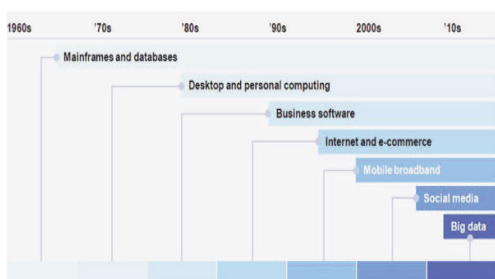 1960s '70s '80s '90s 2000s '10s
Mainframes and databases
Desktop and personal computing
Business software
Internet and e-commerce
Mobile broadband
Social media
Big data